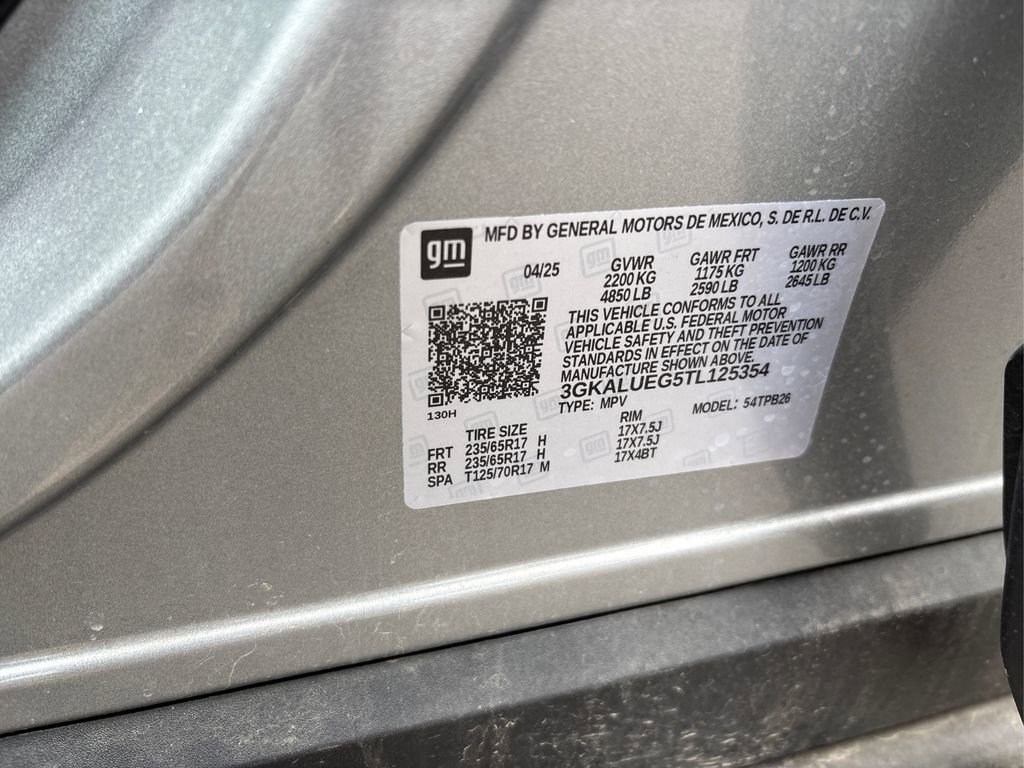 gm
MFD BY GENERAL MOTORS DE MEXICO, S. DE R.L. DE C.V.
04/25
GVWR
2200 KG
4850 LB
GAWR FRT
1175 KG
2590 LB
GAWR RR
1200 KG
2645 LB
THIS VEHICLE CONFORMS TO ALL
APPLICABLE U.S. FEDERAL MOTOR
VEHICLE SAFETY AND THEFT PREVENTION
STANDARDS IN EFFECT ON THE DATE OF
MANUFACTURE SHOWN ABOVE.
3GKALUEG5TL125354
TYPE: MPV
MODEL: 54TPB26
130H
TIRE SIZE RIM
FRT 235/65R17 H 17X7.5J
RR 235/65R17 H 17X7.5J
SPA T125/70R17 M 17X4BT